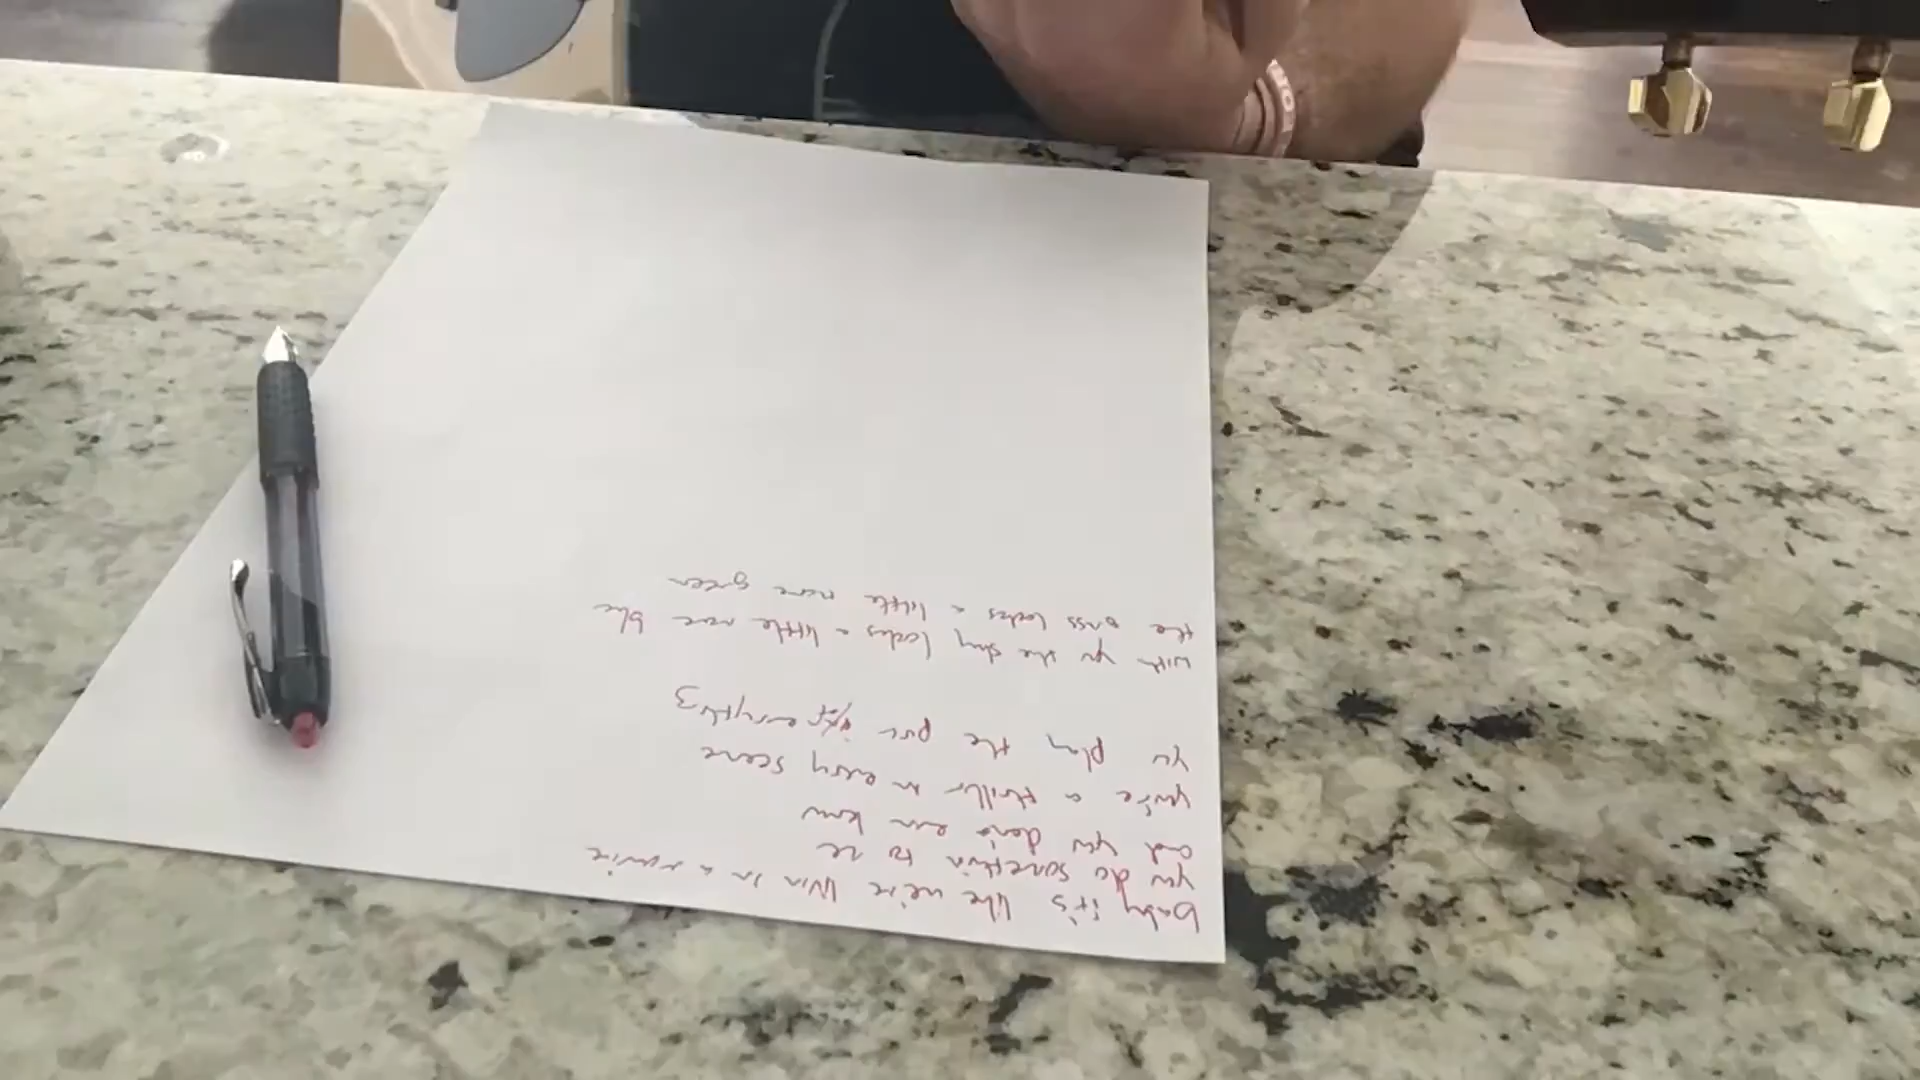 baby it's like we're livin in a movie
you do somethin to me
and you don't even know
you're a thriller in every scene
you play the part of everything
with you the sky looks a little more blue
the grass looks a little more green